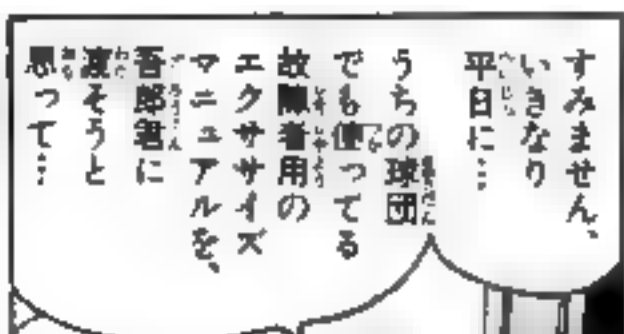 すみません、
いきなり
平日に…
うちの球団
でも使ってる
故障者用の
エクササイズ
マニュアルを、
吾郎君に
渡そうと
思って…